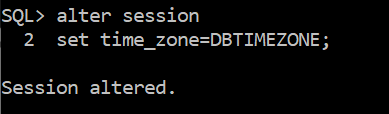 SQL> alter session
2 set time_zone=DBTIMEZONE;
Session altered.